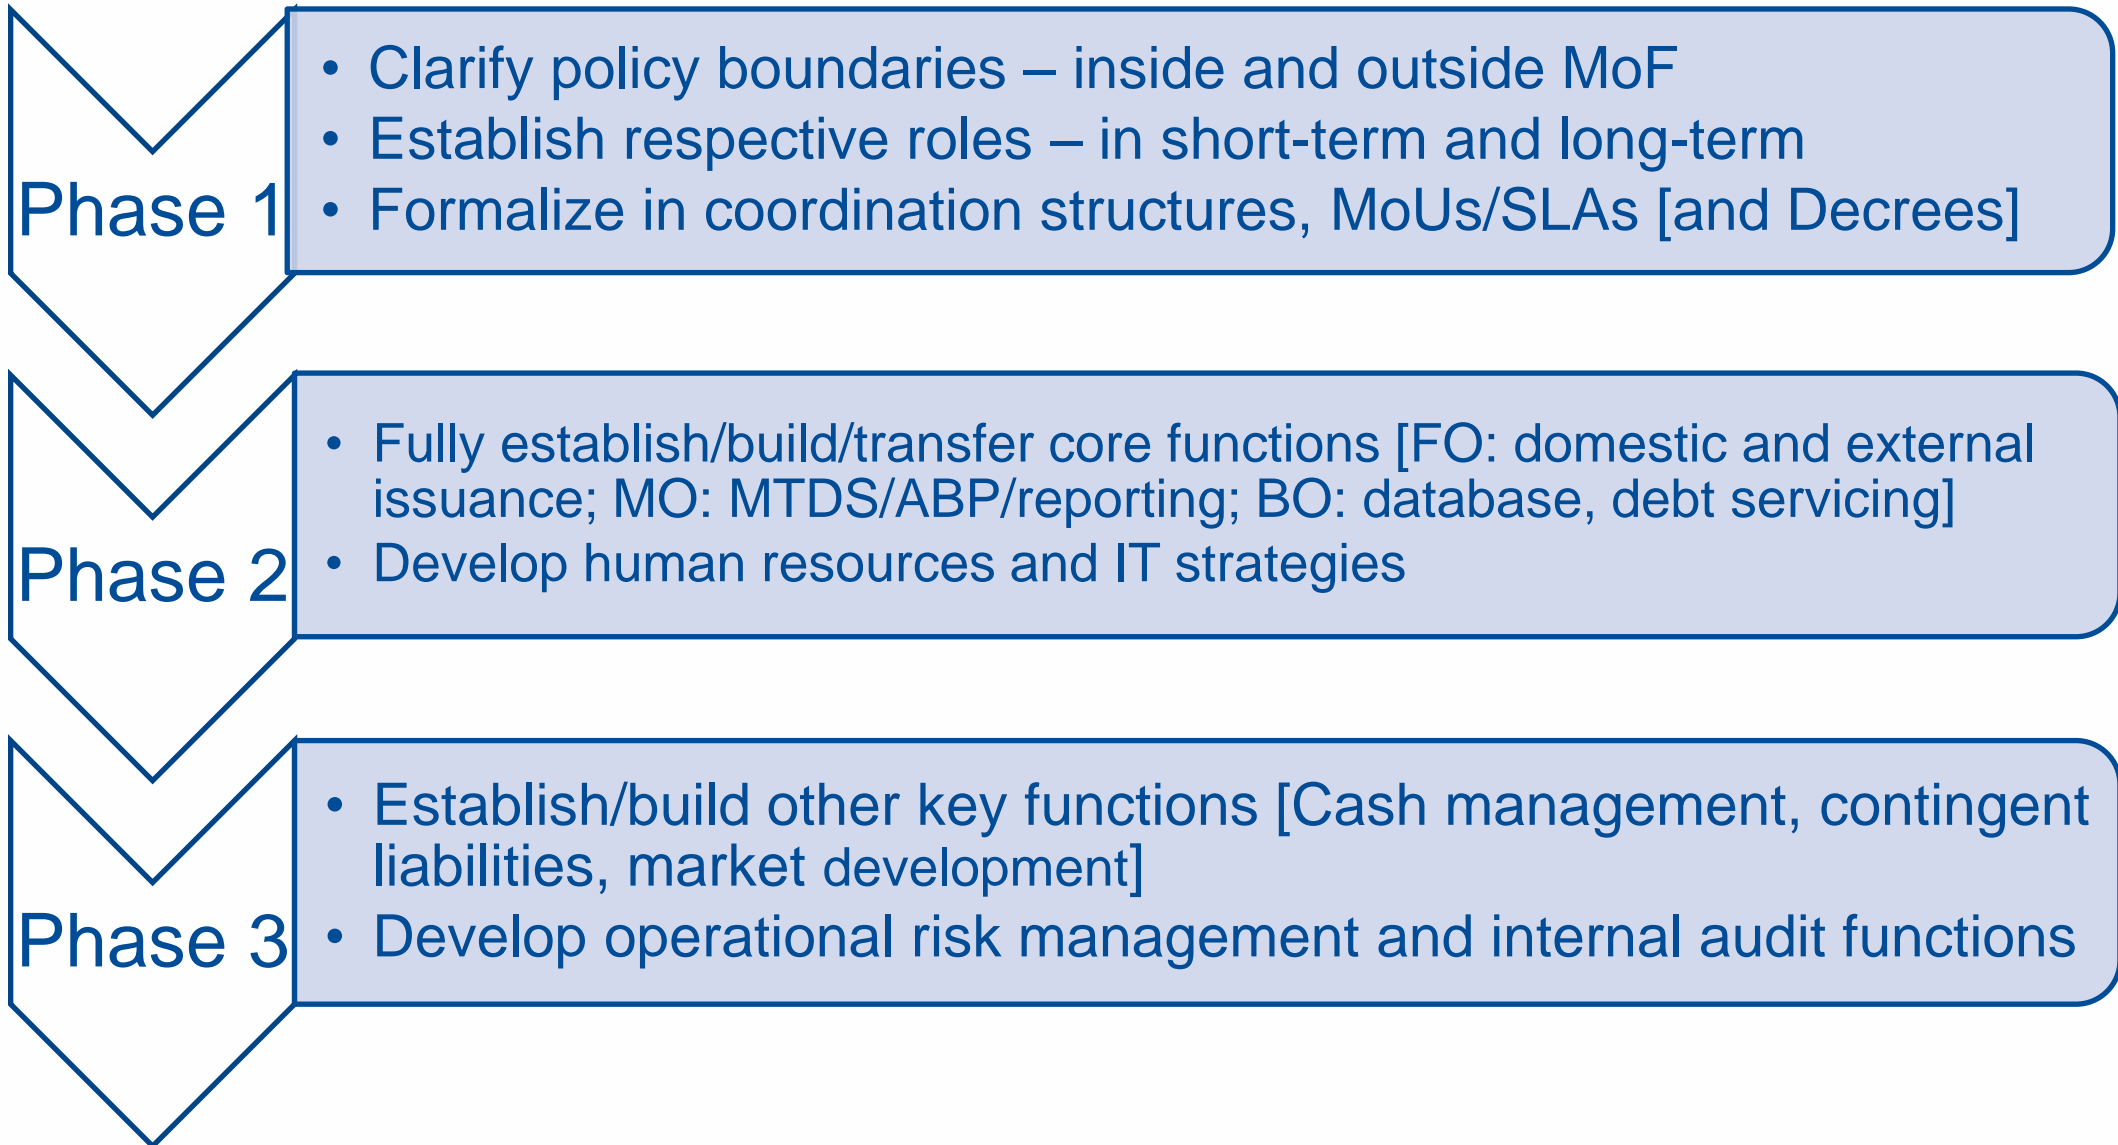 Phase 1
• Clarify policy boundaries – inside and outside MoF
• Establish respective roles – in short-term and long-term
• Formalize in coordination structures, MoUs/SLAs [and Decrees]
Phase 2
• Fully establish/build/transfer core functions [FO: domestic and external
issuance; MO: MTDS/ABP/reporting; BO: database, debt servicing]
• Develop human resources and IT strategies
Phase 3
• Establish/build other key functions [Cash management, contingent
liabilities, market development]
• Develop operational risk management and internal audit functions